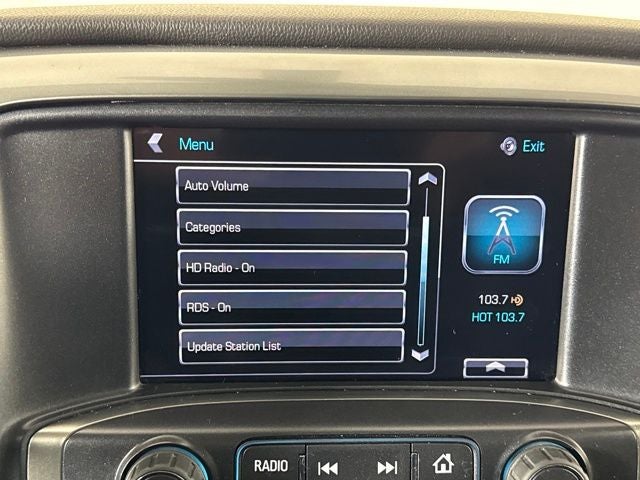 Menu
Exit
Auto Volume
Categories
HD Radio - On
RDS - On
Update Station List
FM
103.7
HOT 103.7
RADIO